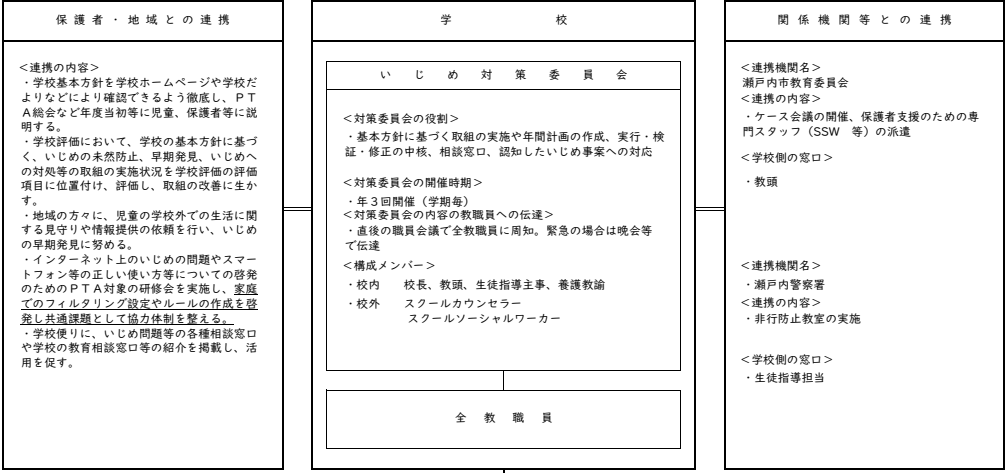 保護者・地域との連携
<連携の内容>
・学校基本方針を学校ホームページや学校だ
よりなどにより確認できるよう徹底し、ＰＴ
Ａ総会など年度当初等に児童、保護者等に説
明する。
・学校評価において、学校の基本方針に基づ
く、いじめの未然防止、早期発見、いじめへ
の対処等の取組の実施状況を学校評価の評価
項目に位置付け、評価し、取組の改善に生か
す。
・地域の方々に、児童の学校外での生活に関
する見守りや情報提供の依頼を行い、いじめ
の早期発見に努める。
・インターネット上のいじめの問題やスマー
トフォン等の正しい使い方等についての啓発
のためのＰＴＡ対象の研修会を実施し、家庭
でのフィルタリング設定やルールの作成を啓
発し共通課題として協力体制を整える。
・学校便りに、いじめ問題等の各種相談窓口
や学校の教育相談窓口等の紹介を掲載し、活
用を促す。
学校
いじめ対策委員会
<対策委員会の役割>
・基本方針に基づく取組の実施や年間計画の作成、実行・検
証・修正の中核、相談窓口、認知したいじめ事案への対応
<対策委員会の開催時期>
・年３回開催（学期毎）
<対策委員会の内容の教職員への伝達>
・直後の職員会議で全教職員に周知。緊急の場合は晩会等
で伝達
<構成メンバー>
・校内　校長、教頭、生徒指導主事、養護教諭
・校外　スクールカウンセラー
スクールソーシャルワーカー
全教職員
関係機関等との連携
<連携機関名>
瀬戸内市教育委員会
<連携の内容>
・ケース会議の開催、保護者支援のための専
門スタッフ（SSW　等）の派遣
<学校側の窓口>
・教頭
<連携機関名>
・瀬戸内警察署
<連携の内容>
・非行防止教室の実施
<学校側の窓口>
・生徒指導担当